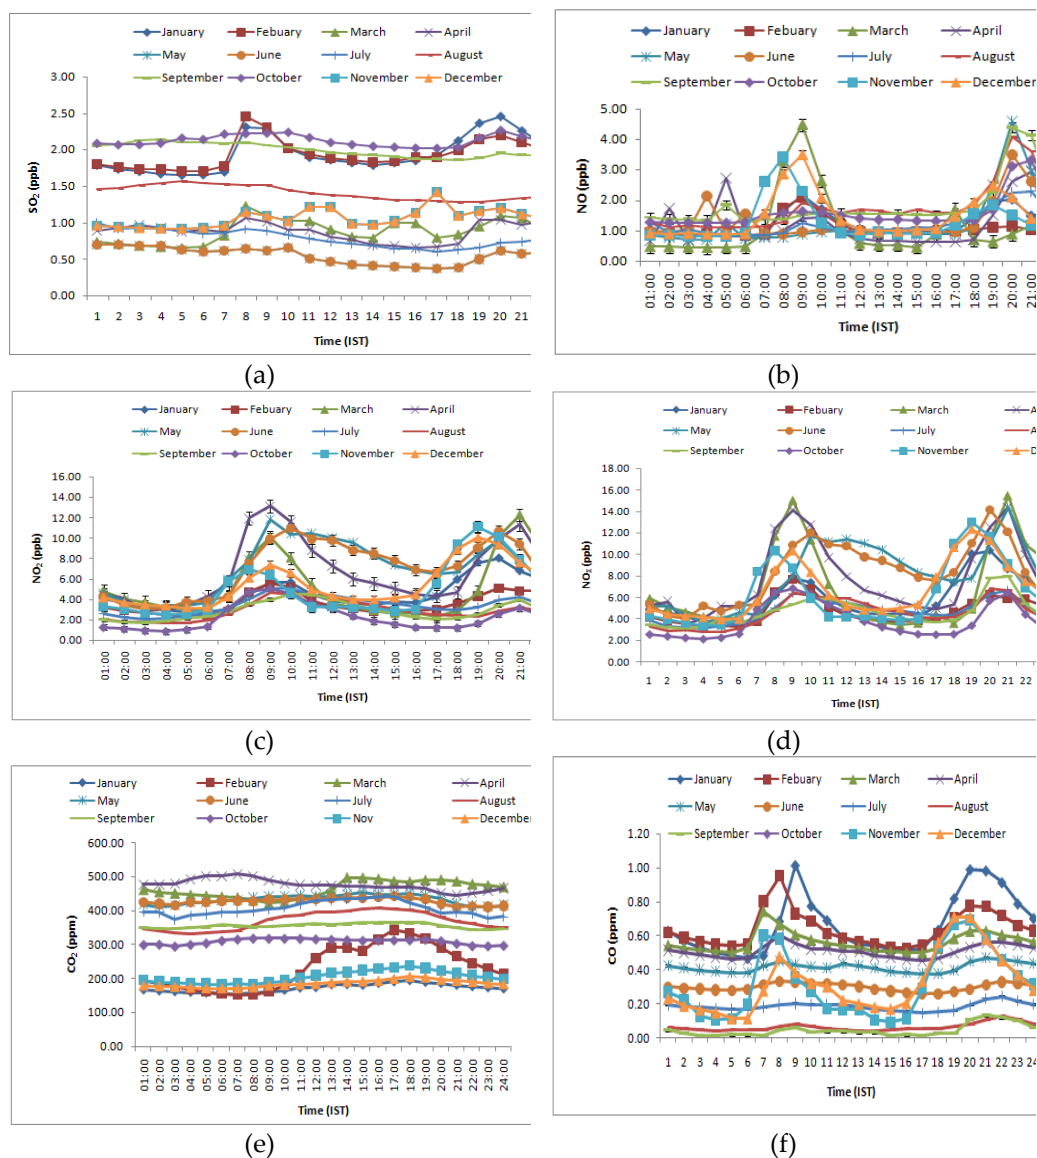 January Febuary March April
May June July August
September October November December
3.00
2.50
2.00
1.50
1.00
0.50
0.00
SO2 (ppb)
1 2 3 4 5 6 7 8 9 10 11 12 13 14 15 16 17 18 19 20 21
Time (IST)
(a)
January Febuary March April
May June July August
September October November December
5.00
4.00
3.00
2.00
1.00
0.00
NO (ppb)
01:00 02:00 03:00 04:00 05:00 06:00 07:00 08:00 09:00 10:00 11:00 12:00 13:00 14:00 15:00 16:00 17:00 18:00 19:00 20:00 21:00
Time (IST)
(b)
January Febuary March April
May June July August
September October November December
16.00
14.00
12.00
10.00
8.00
6.00
4.00
2.00
0.00
NO2 (ppb)
01:00 02:00 03:00 04:00 05:00 06:00 07:00 08:00 09:00 10:00 11:00 12:00 13:00 14:00 15:00 16:00 17:00 18:00 19:00 20:00 21:00
Time (IST)
(c)
January Febuary March A
May June July A
September October November D
18.00
16.00
14.00
12.00
10.00
8.00
6.00
4.00
2.00
0.00
(ppb)
1 2 3 4 5 6 7 8 9 10 11 12 13 14 15 16 17 18 19 20 21 22
Time (IST)
(d)
January Febuary March April
May June July August
September October Nov December
600.00
500.00
400.00
300.00
200.00
100.00
0.00
CO2 (ppm)
01:00 02:00 03:00 04:00 05:00 06:00 07:00 08:00 09:00 10:00 11:00 12:00 13:00 14:00 15:00 16:00 17:00 18:00 19:00 20:00 21:00 22:00 23:00 24:00
Time (IST)
(e)
January Febuary March April
May June July August
September October November December
1.20
1.00
0.80
0.60
0.40
0.20
0.00
CO (ppm)
1 2 3 4 5 6 7 8 9 10 11 12 13 14 15 16 17 18 19 20 21 22 23 24
Time (IST)
(f)